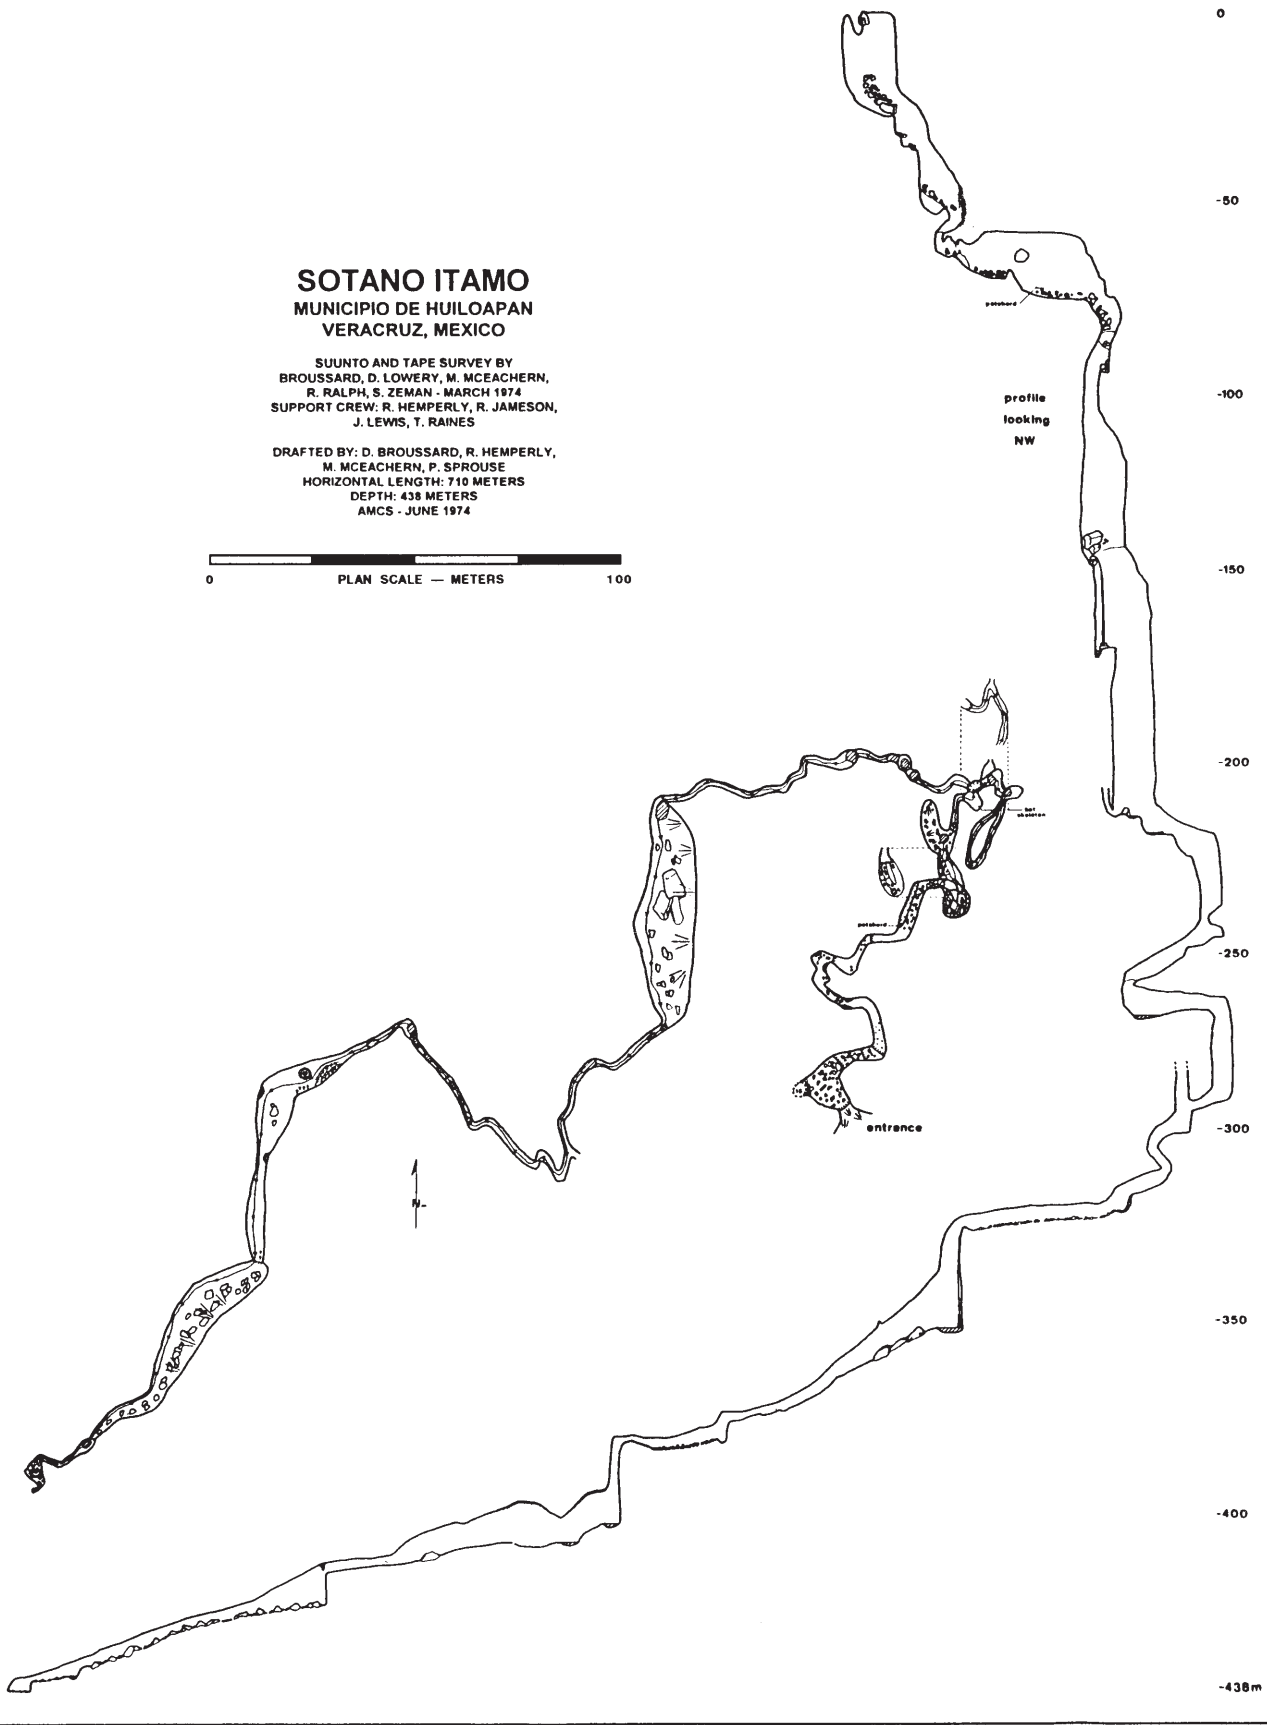 SOTANO ITAMO
MUNICIPIO DE HUILOAPAN
VERACRUZ, MEXICO
SUUNTO AND TAPE SURVEY BY
BROUSSARD, D. LOWERY, M. MCEACHERN,
R. RALPH, S. ZEMAN - MARCH 1974
SUPPORT CREW: R. HEMPERLY, R. JAMESON,
J. LEWIS, T. RAINES
DRAFTED BY: D. BROUSSARD, R. HEMPERLY,
M. MCEACHERN, P. SPROUSE
HORIZONTAL LENGTH: 710 METERS
DEPTH: 438 METERS
AMCS - JUNE 1974
0
PLAN SCALE — METERS
100
0
-50
potsherd
-100
profile
looking
NW
-150
-200
bat
skeleton
potsherd
-250
entrance
-300
N
-350
-400
-438m